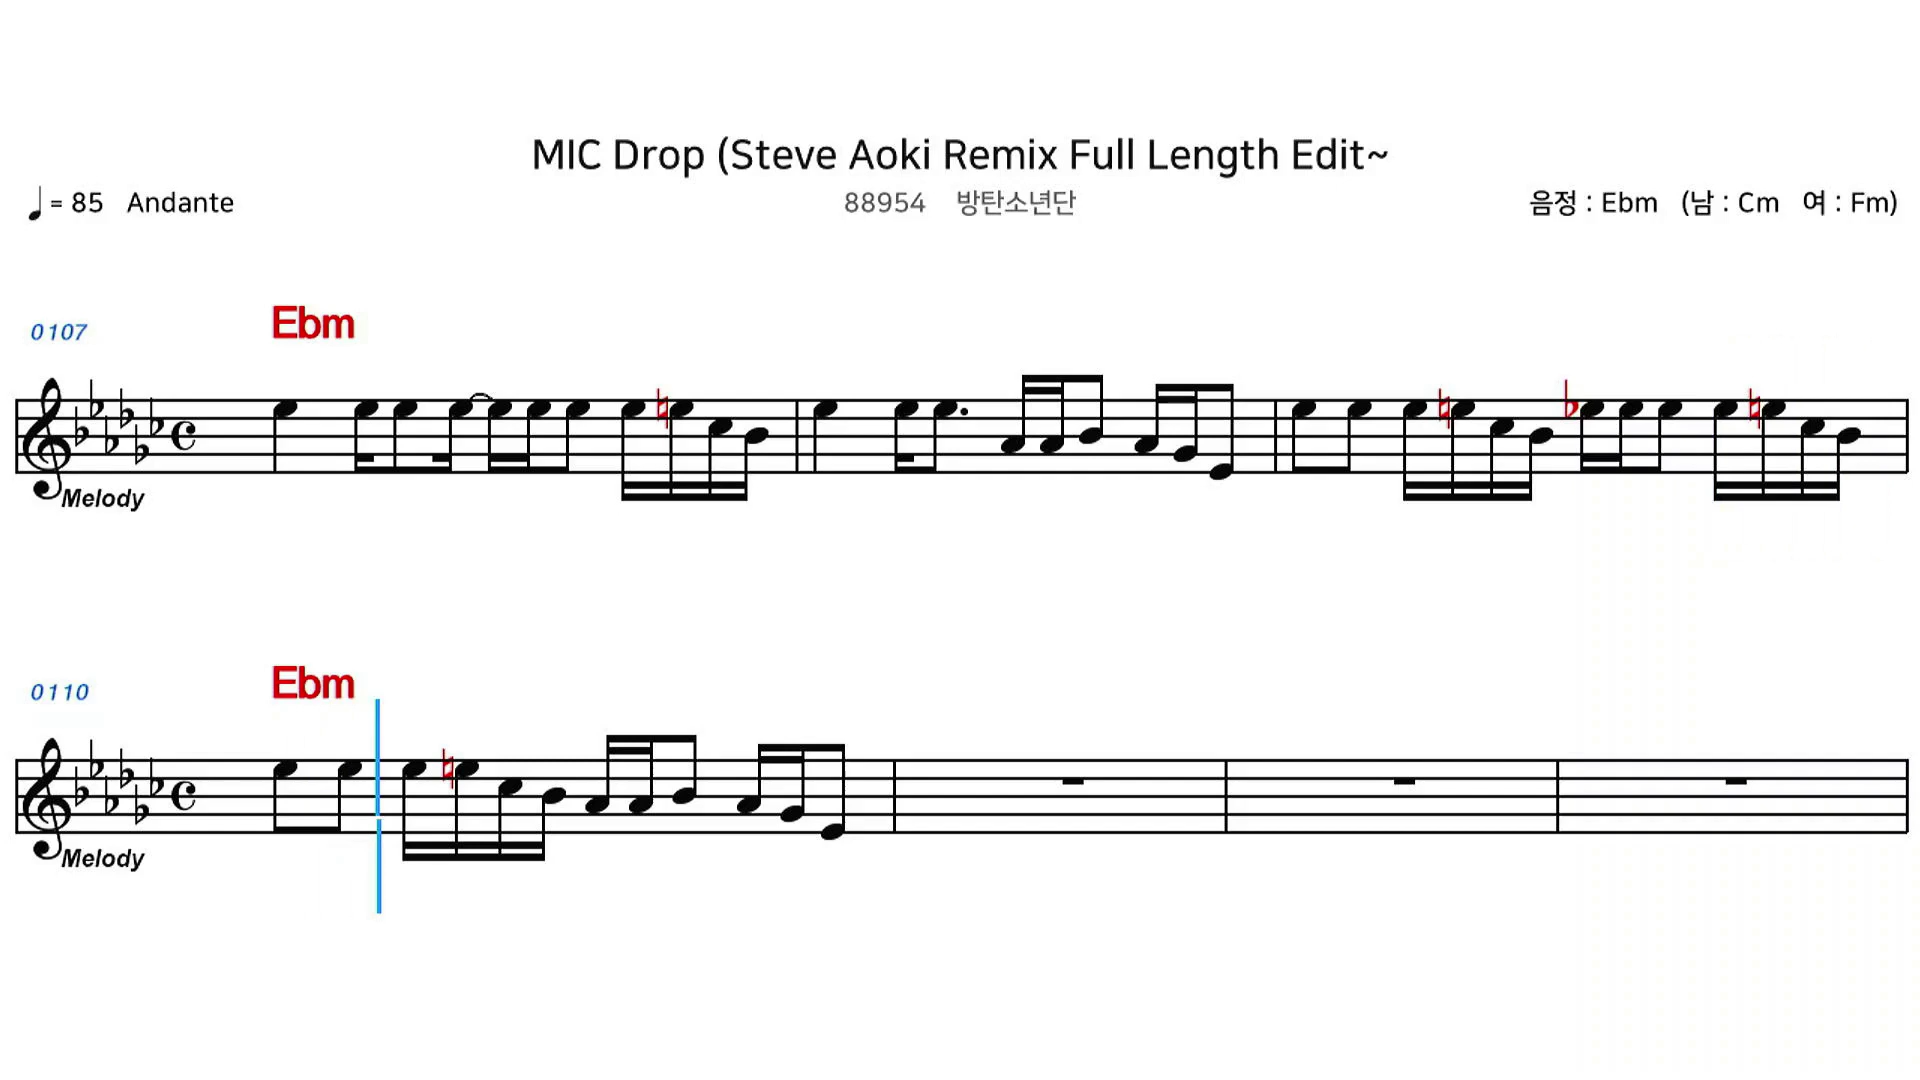 MIC Drop (Steve Aoki Remix Full Length Edit~
= 85 Andante
88954 방탄소년단
음정 : Ebm (남 : Cm 여 : Fm)
Ebm
0107
Melody
Ebm
0110
Melody